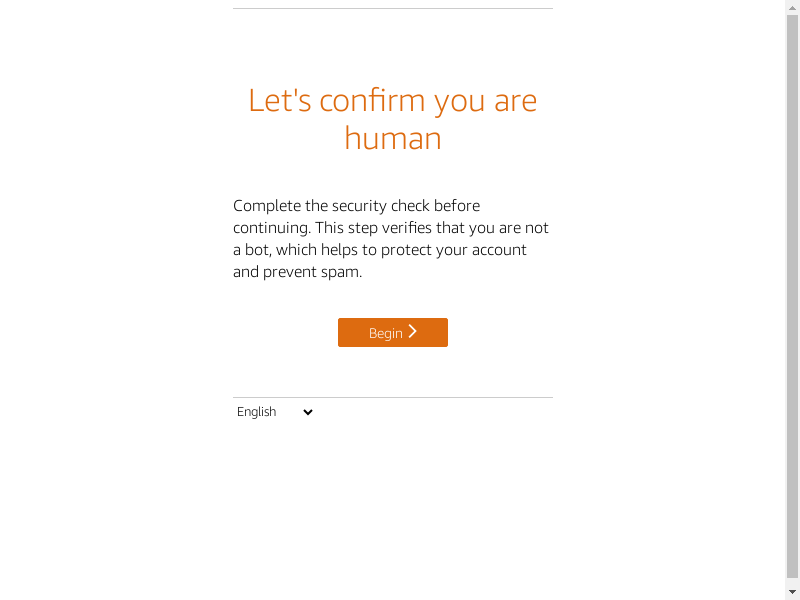 Let's confirm you are
human
Complete the security check before
continuing. This step verifies that you are not
a bot, which helps to protect your account
and prevent spam.
Begin
English